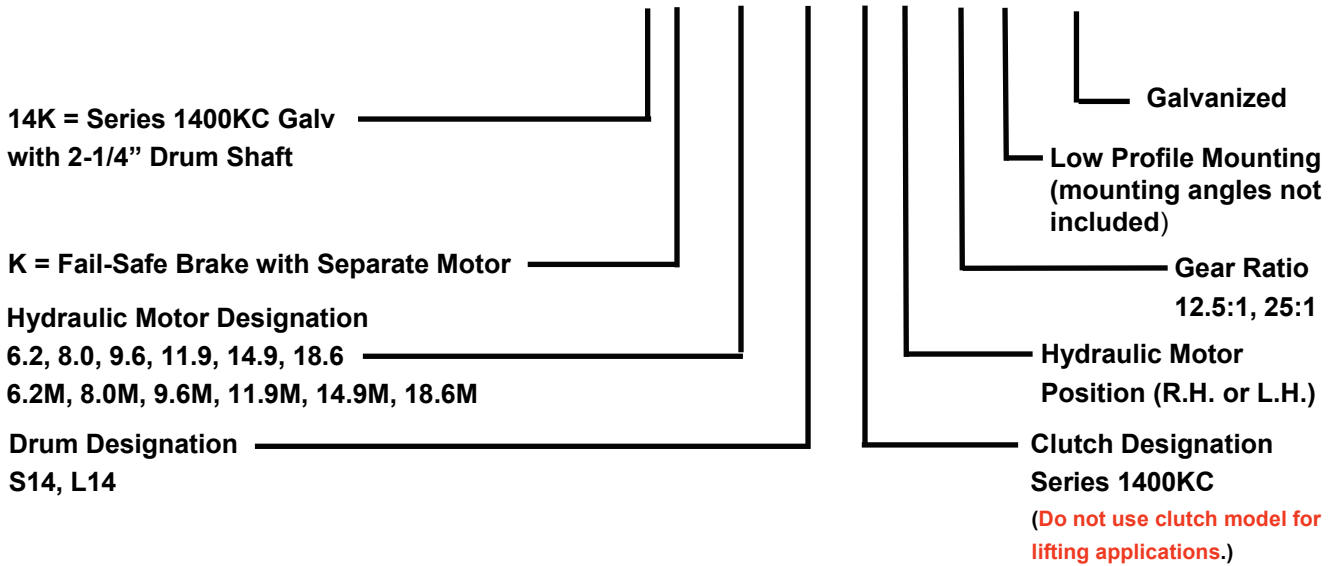 14K = Series 1400KC Galv
with 2-1/4” Drum Shaft
K = Fail-Safe Brake with Separate Motor
Hydraulic Motor Designation
6.2, 8.0, 9.6, 11.9, 14.9, 18.6
6.2M, 8.0M, 9.6M, 11.9M, 14.9M, 18.6M
Drum Designation
S14, L14
Galvanized
Low Profile Mounting
(mounting angles not
included)
Gear Ratio
12.5:1, 25:1
Hydraulic Motor
Position (R.H. or L.H.)
Clutch Designation
Series 1400KC
(Do not use clutch model for
lifting applications.)